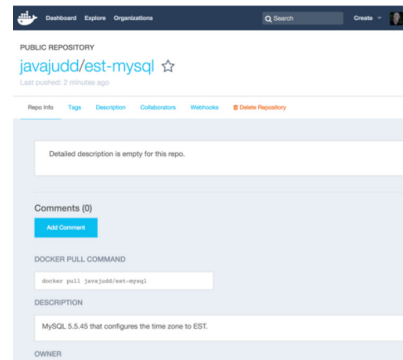 Dashboard Explore Organizations Search Create
PUBLIC REPOSITORY
javajudd/est-mysql
Last pushed: 2 minutes ago
Repo Info Tags Description Collaborators Webhooks Delete Repository
Detailed description is empty for this repo.
Comments (0)
Add Comment
DOCKER PULL COMMAND
docker pull javajudd/est-mysql
DESCRIPTION
MySQL 5.5.45 that configures the time zone to EST.
OWNER